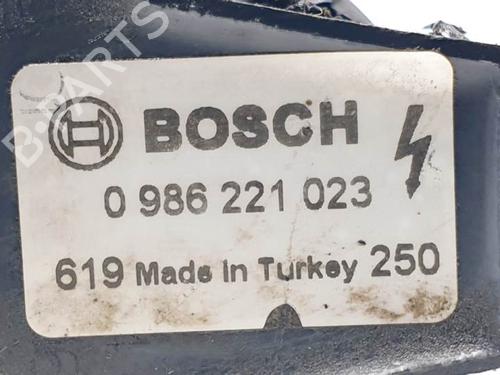 BOSCH
0 986 221 023
619 Made in Turkey 250
B-PARTS